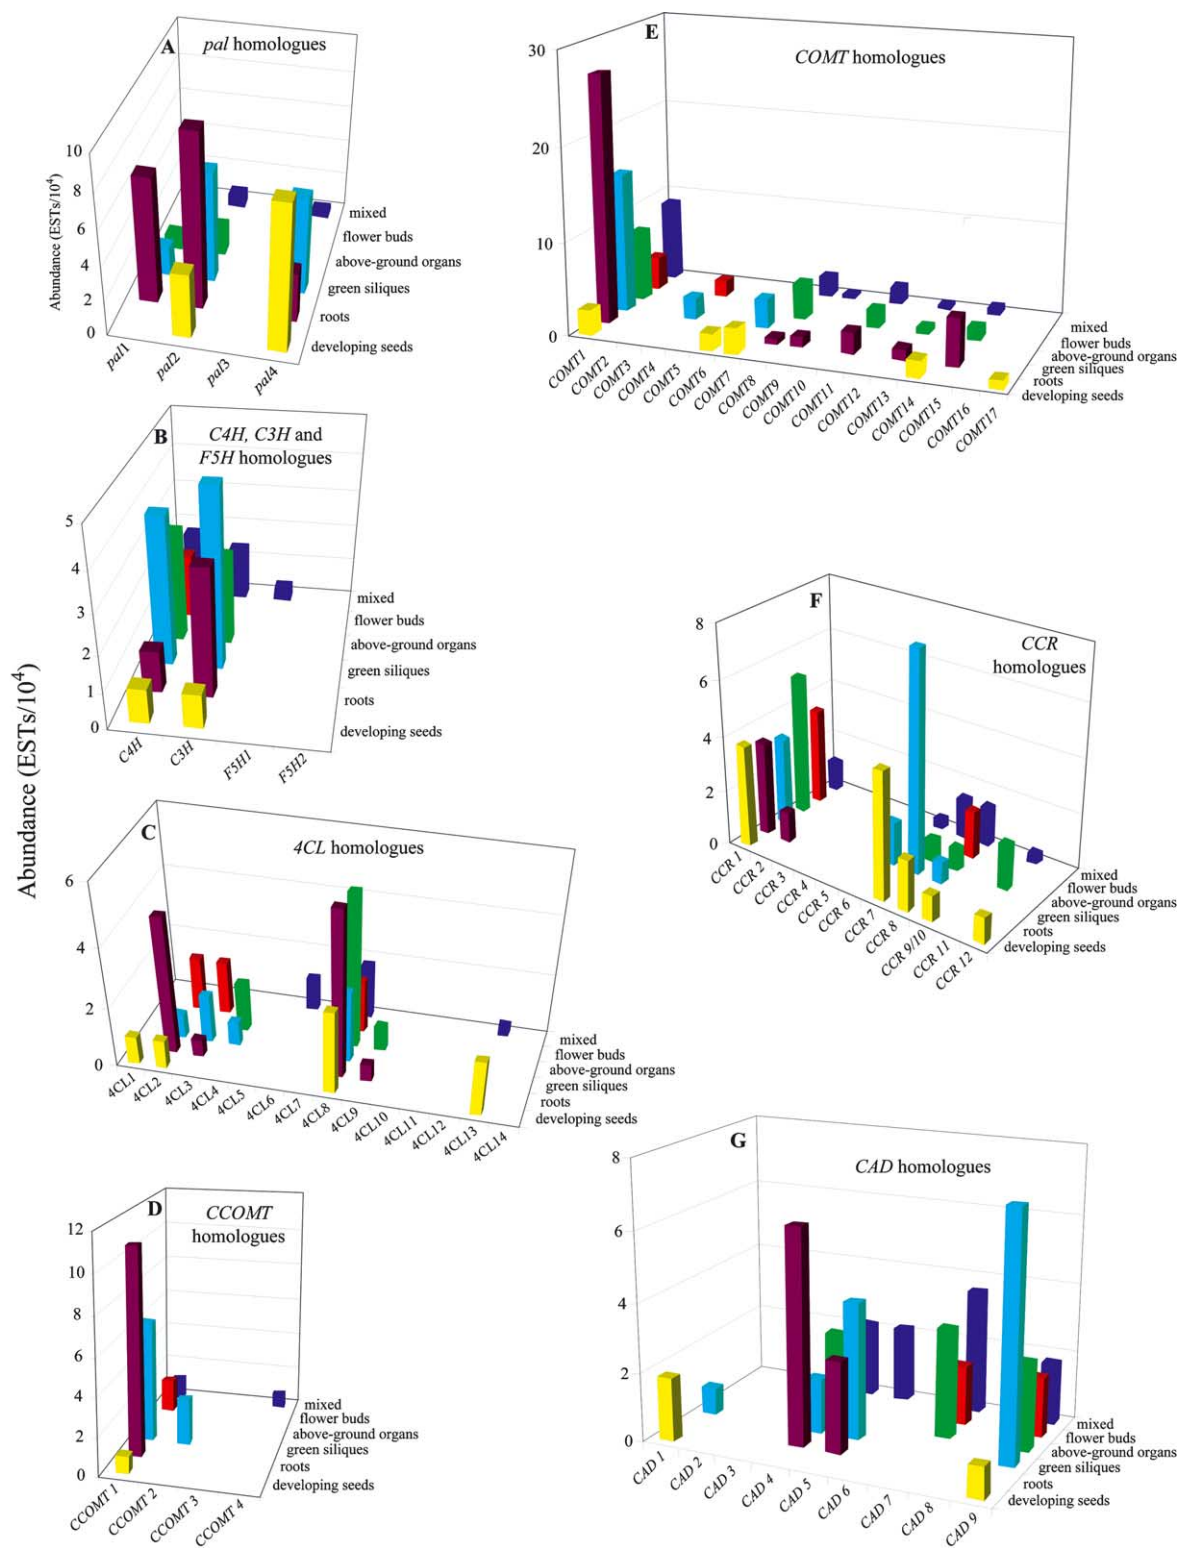 Abundance (ESTs/10⁴)
A
pal homologues
Abundance (ESTs/10⁴)
10
8
6
4
2
0
pal1
pal2
pal3
pal4
mixed
flower buds
above-ground organs
green siliques
roots
developing seeds
B
C4H, C3H and
F5H homologues
5
4
3
2
1
0
C4H
C3H
F5H1
F5H2
mixed
flower buds
above-ground organs
green siliques
roots
developing seeds
C
4CL homologues
6
4
2
0
4CL1
4CL2
4CL3
4CL4
4CL5
4CL6
4CL7
4CL8
4CL9
4CL10
4CL11
4CL12
4CL13
4CL14
mixed
flower buds
above-ground organs
green siliques
roots
developing seeds
D
CCOMT
homologues
12
10
8
6
4
2
0
CCOMT 1
CCOMT 2
CCOMT 3
CCOMT 4
mixed
flower buds
above-ground organs
green siliques
roots
developing seeds
E
COMT homologues
30
20
10
0
COMT1
COMT2
COMT3
COMT4
COMT5
COMT6
COMT7
COMT8
COMT9
COMT10
COMT11
COMT12
COMT13
COMT14
COMT15
COMT16
COMT17
mixed
flower buds
above-ground organs
green siliques
roots
developing seeds
F
CCR
homologues
8
6
4
2
0
CCR 1
CCR 2
CCR 3
CCR 4
CCR 5
CCR 6
CCR 7
CCR 8
CCR 9/10
CCR 11
CCR 12
mixed
flower buds
above-ground organs
green siliques
roots
developing seeds
G
CAD homologues
8
6
4
2
0
CAD 1
CAD 2
CAD 3
CAD 4
CAD 5
CAD 6
CAD 7
CAD 8
CAD 9
mixed
flower buds
above-ground organs
green siliques
roots
developing seeds